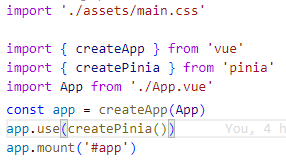 import './assets/main.css'
import { createApp } from 'vue'
import { createPinia } from 'pinia'
import App from './App.vue'
const app = createApp(App)
app.use(createPinia()) You, 4 h
app.mount('#app')